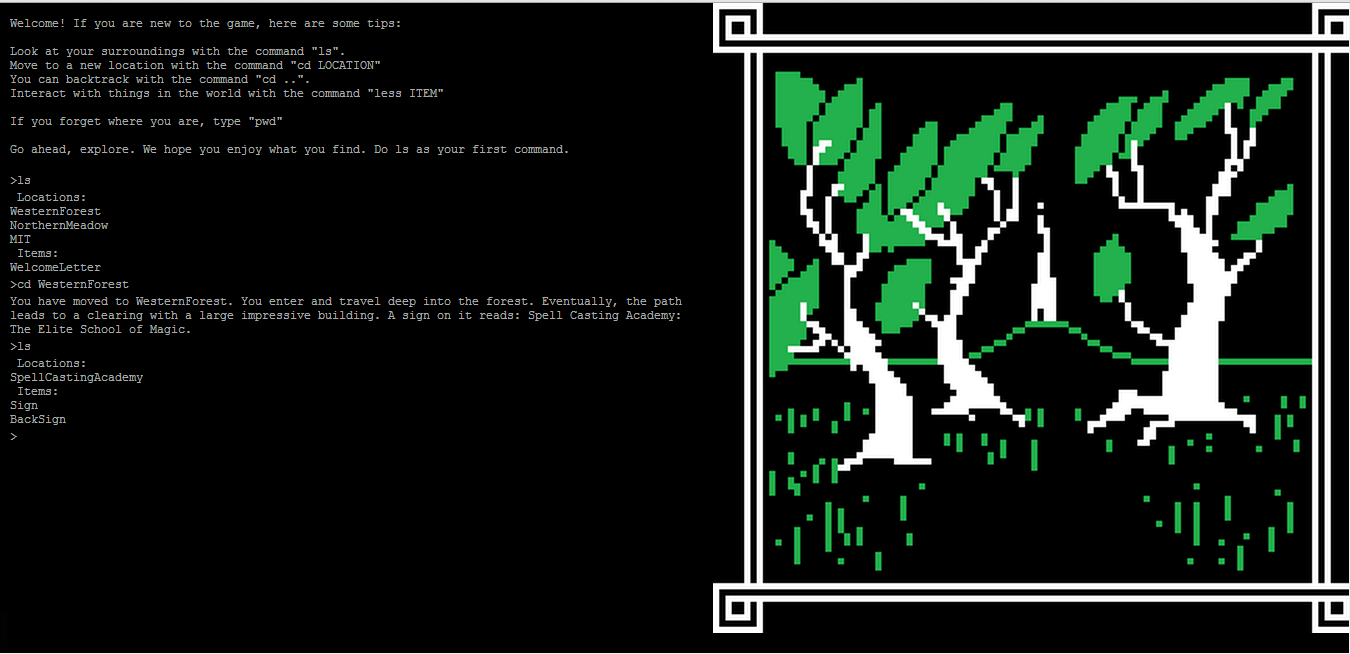 Welcome! If you are new to the game, here are some tips:
Look at your surroundings with the command "ls".
Move to a new location with the command "cd LOCATION"
You can backtrack with the command "cd ..".
Interact with things in the world with the command "less ITEM"
If you forget where you are, type "pwd"
Go ahead, explore. We hope you enjoy what you find. Do ls as your first command.
>ls
Locations:
WesternForest
NorthernMeadow
MIT
Items:
WelcomeLetter
>cd WesternForest
You have moved to WesternForest. You enter and travel deep into the forest. Eventually, the path
leads to a clearing with a large impressive building. A sign on it reads: Spell Casting Academy:
The Elite School of Magic.
>ls
Locations:
SpellCastingAcademy
Items:
Sign
BackSign
>